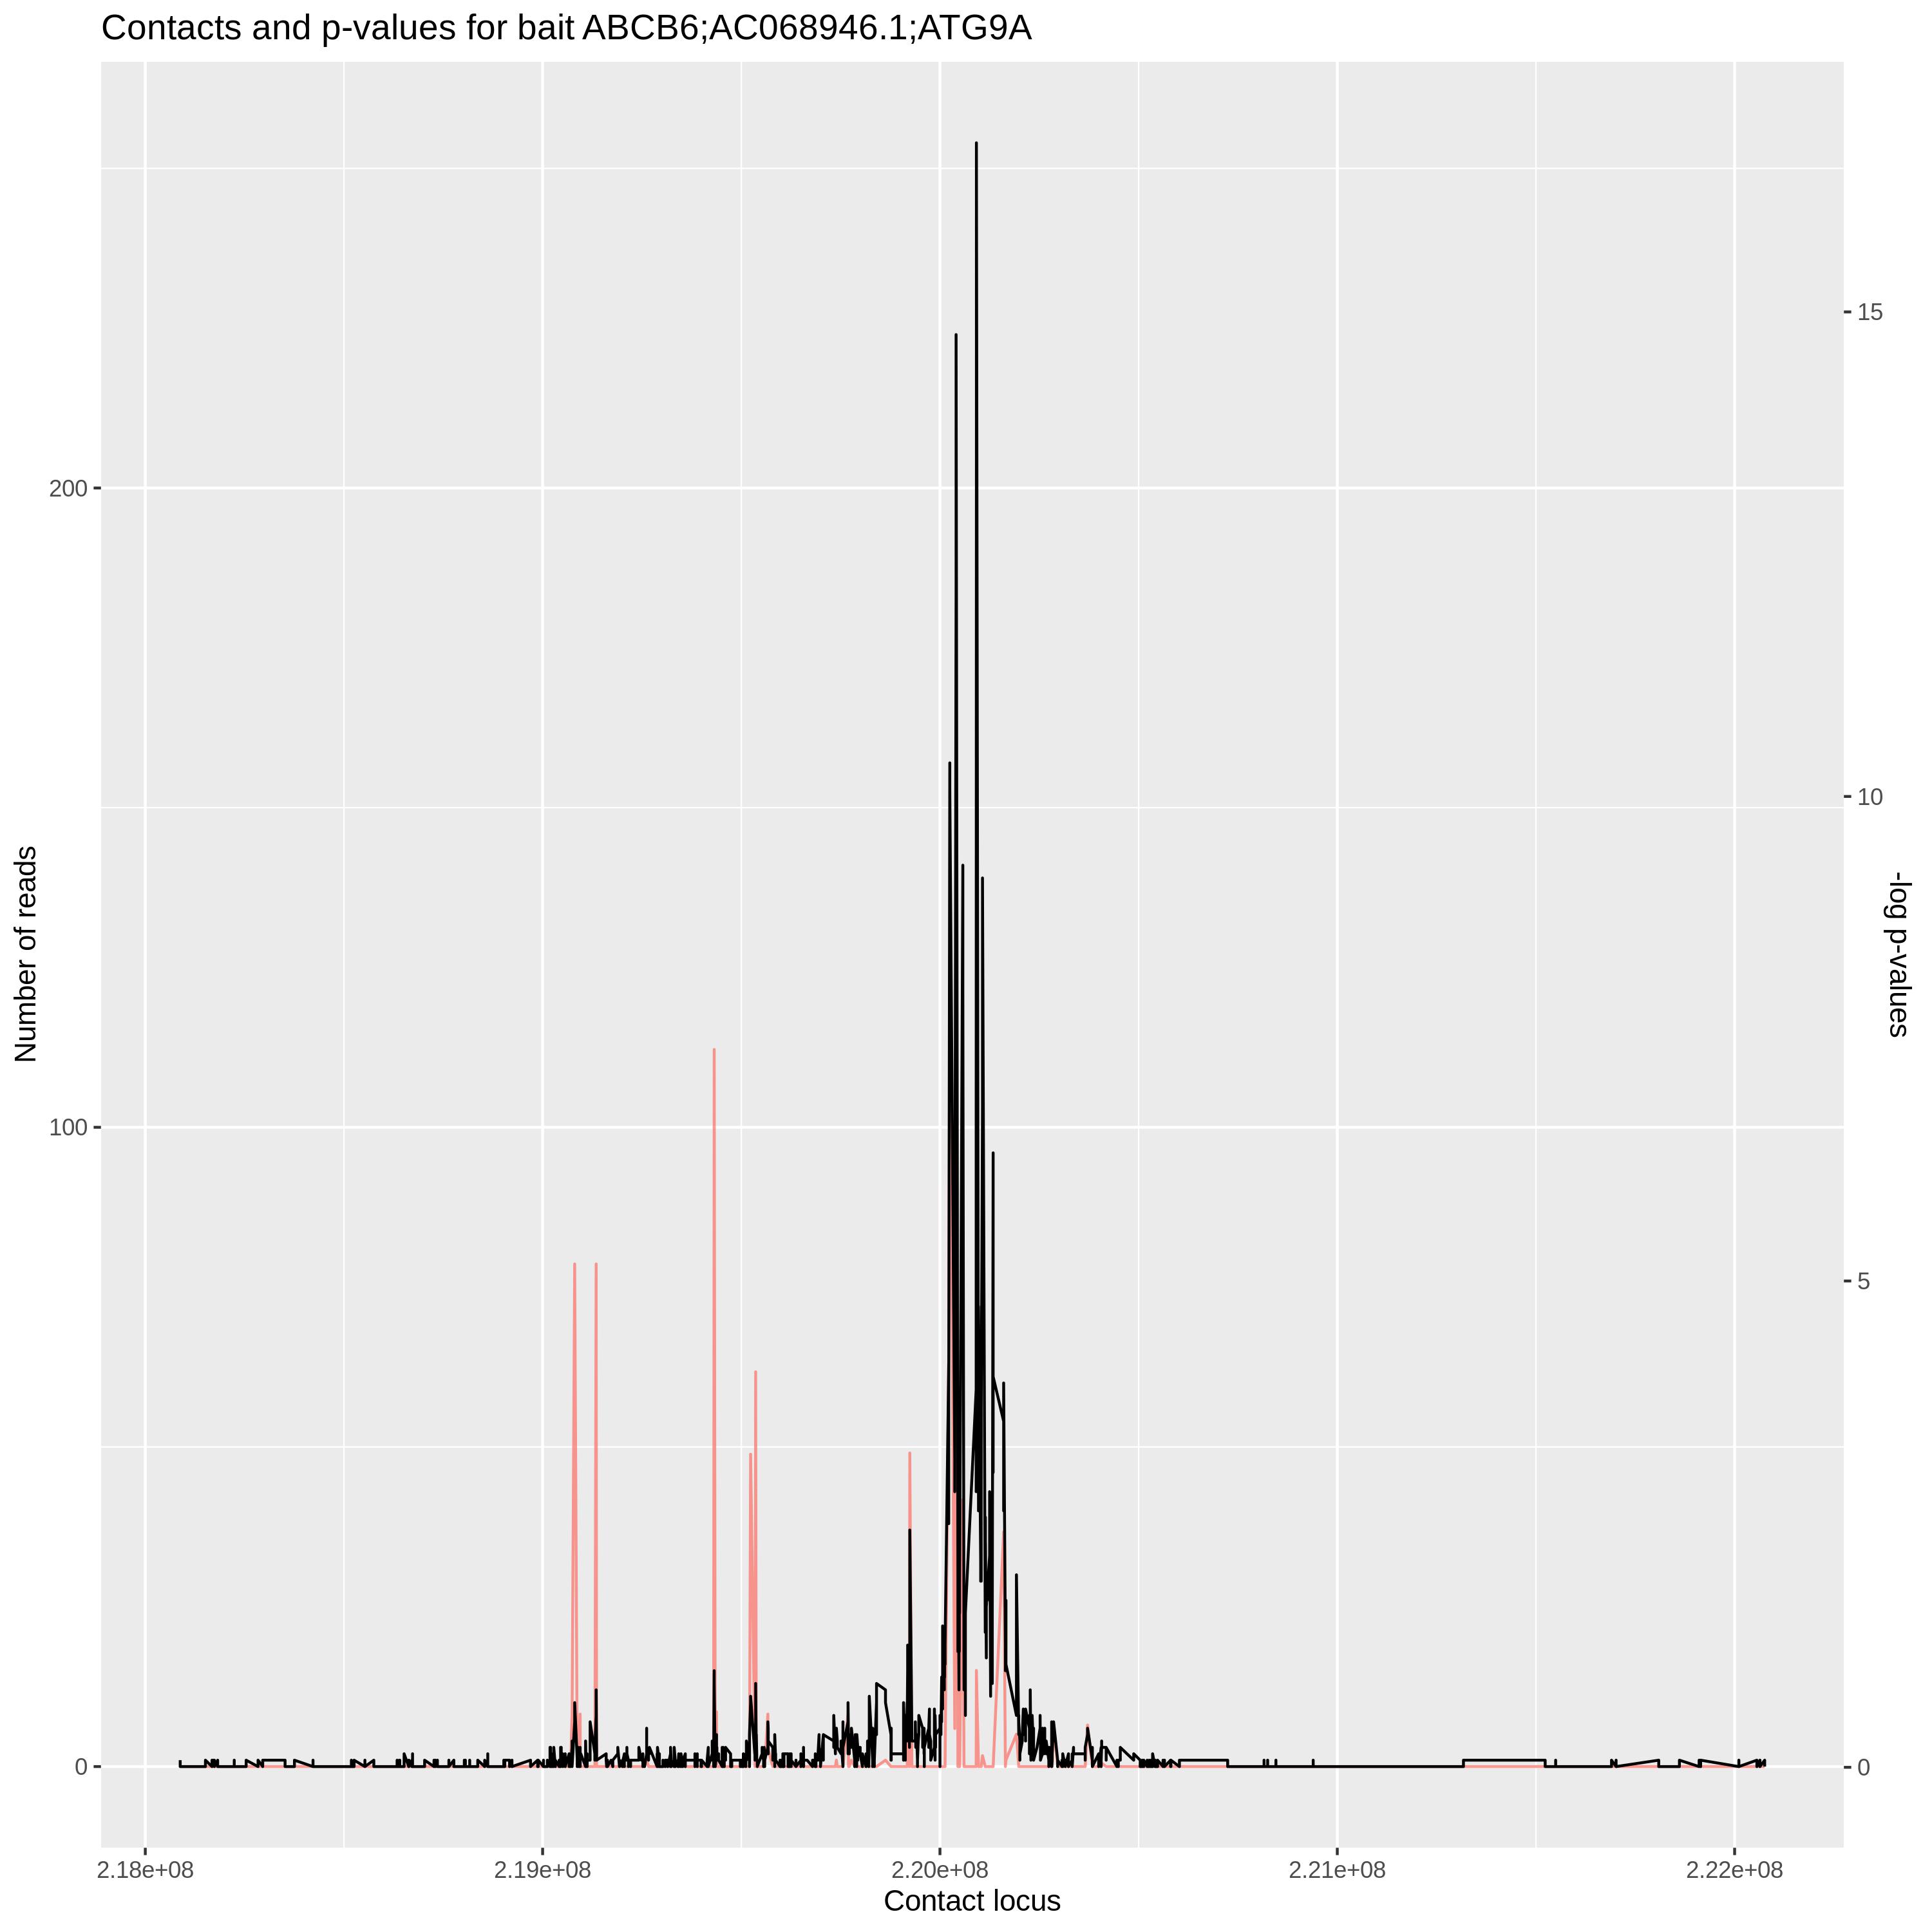 Contacts and p-values for bait ABCB6;AC068946.1;ATG9A
200
100
0
Number of reads
15
10
5
0
-log p-values
2.18e+08 2.19e+08 2.20e+08 2.21e+08 2.22e+08
Contact locus